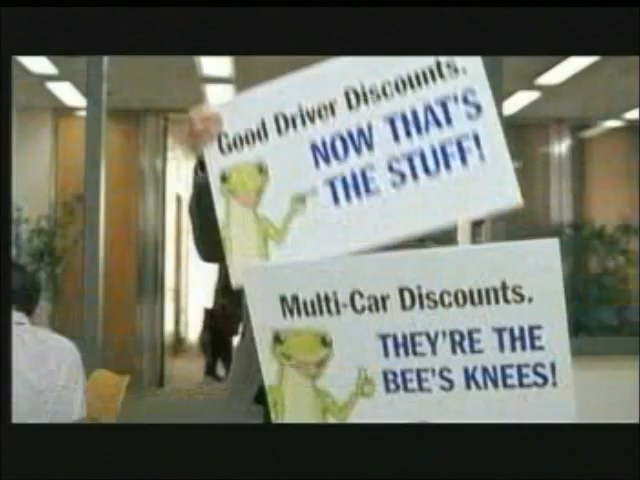 Good Driver Discounts.
NOW THAT'S
THE STUFF!
Multi-Car Discounts.
THEY'RE THE
BEE'S KNEES!